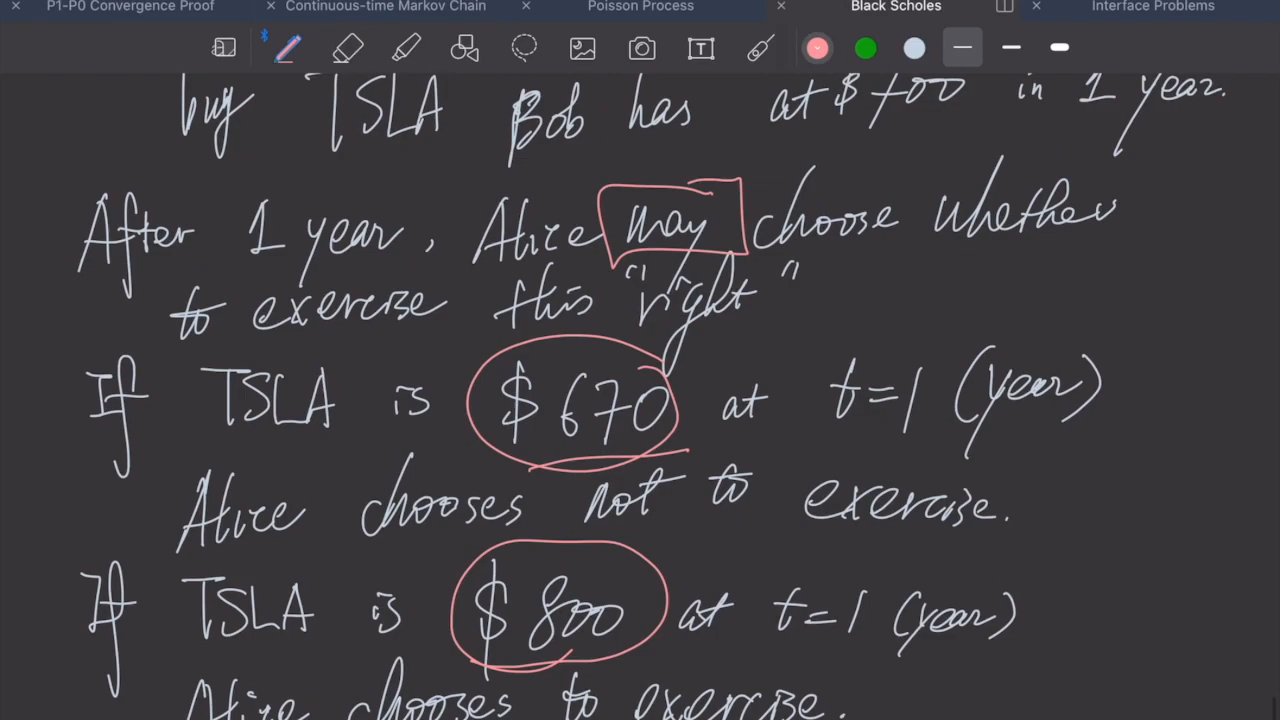 P1-P0 Convergence Proof Continuous-time Markov Chain Poisson Process Black Scholes Interface Problems
T
buy TSLA Bob has at $700 in 1 year.
After 1 year, Alice may choose whether
to exercise this "right"
If TSLA is $670 at t=1 (year)
Alice chooses not to exercise.
If TSLA is $800 at t=1 (year)
Alice chooses to exercise.